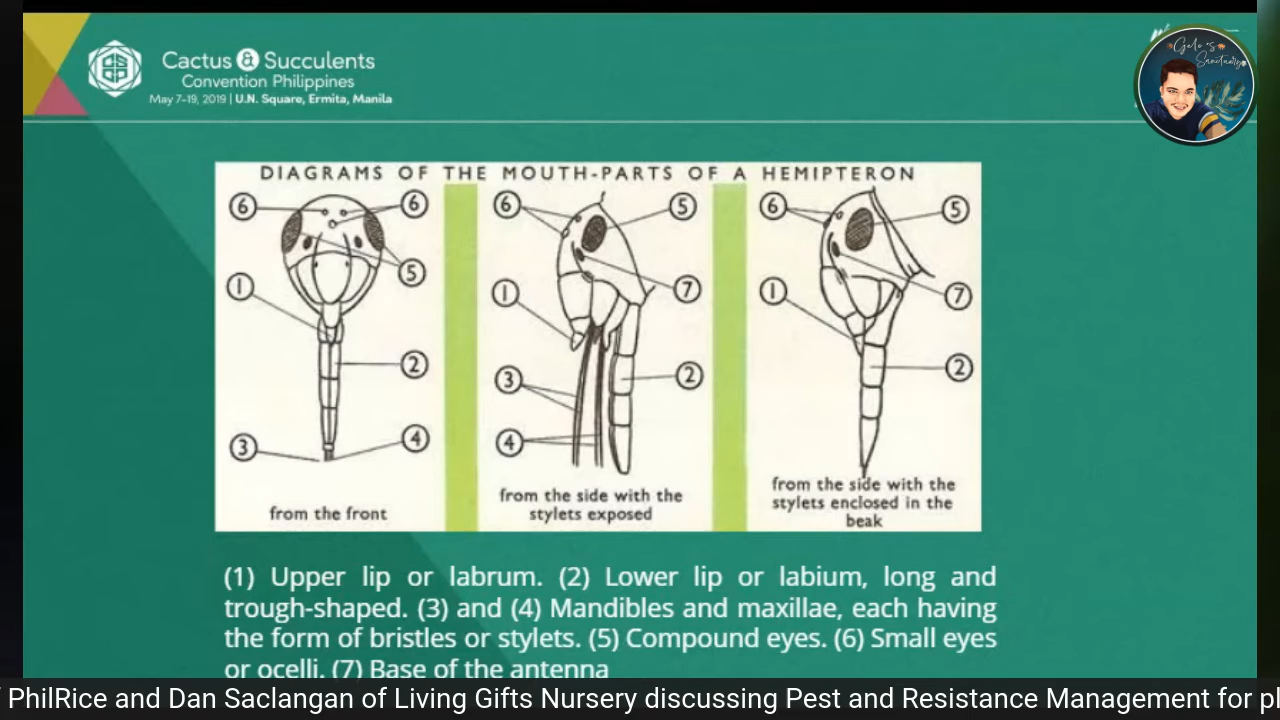 Cactus & Succulents
Convention Philippines
May 7-19, 2019 | U.N. Square, Ermita, Manila
Gelo's
Sanctuary
DIAGRAMS OF THE MOUTH-PARTS OF A HEMIPTERON
6 6 5 1 2 3 4
from the front
6 5 7 1 3 2 4
from the side with the
stylets exposed
6 5 7 1 2
from the side with the
stylets enclosed in the
beak
(1) Upper lip or labrum. (2) Lower lip or labium, long and
trough-shaped. (3) and (4) Mandibles and maxillae, each having
the form of bristles or stylets. (5) Compound eyes. (6) Small eyes
or ocelli. (7) Base of the antenna
PhilRice and Dan Saclangan of Living Gifts Nursery discussing Pest and Resistance Management for